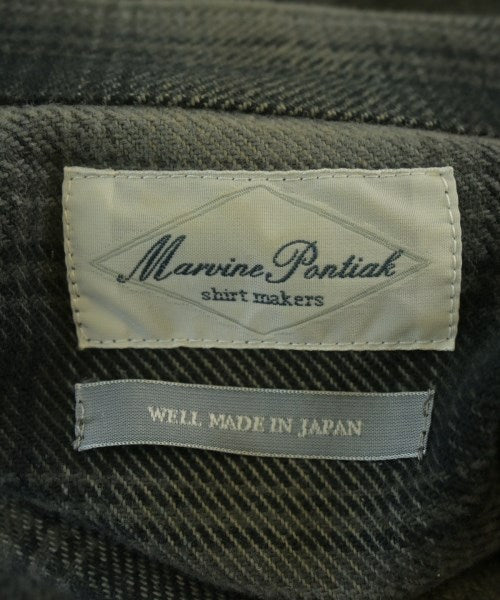 Marvine Pontiak
shirt makers
WELL MADE IN JAPAN